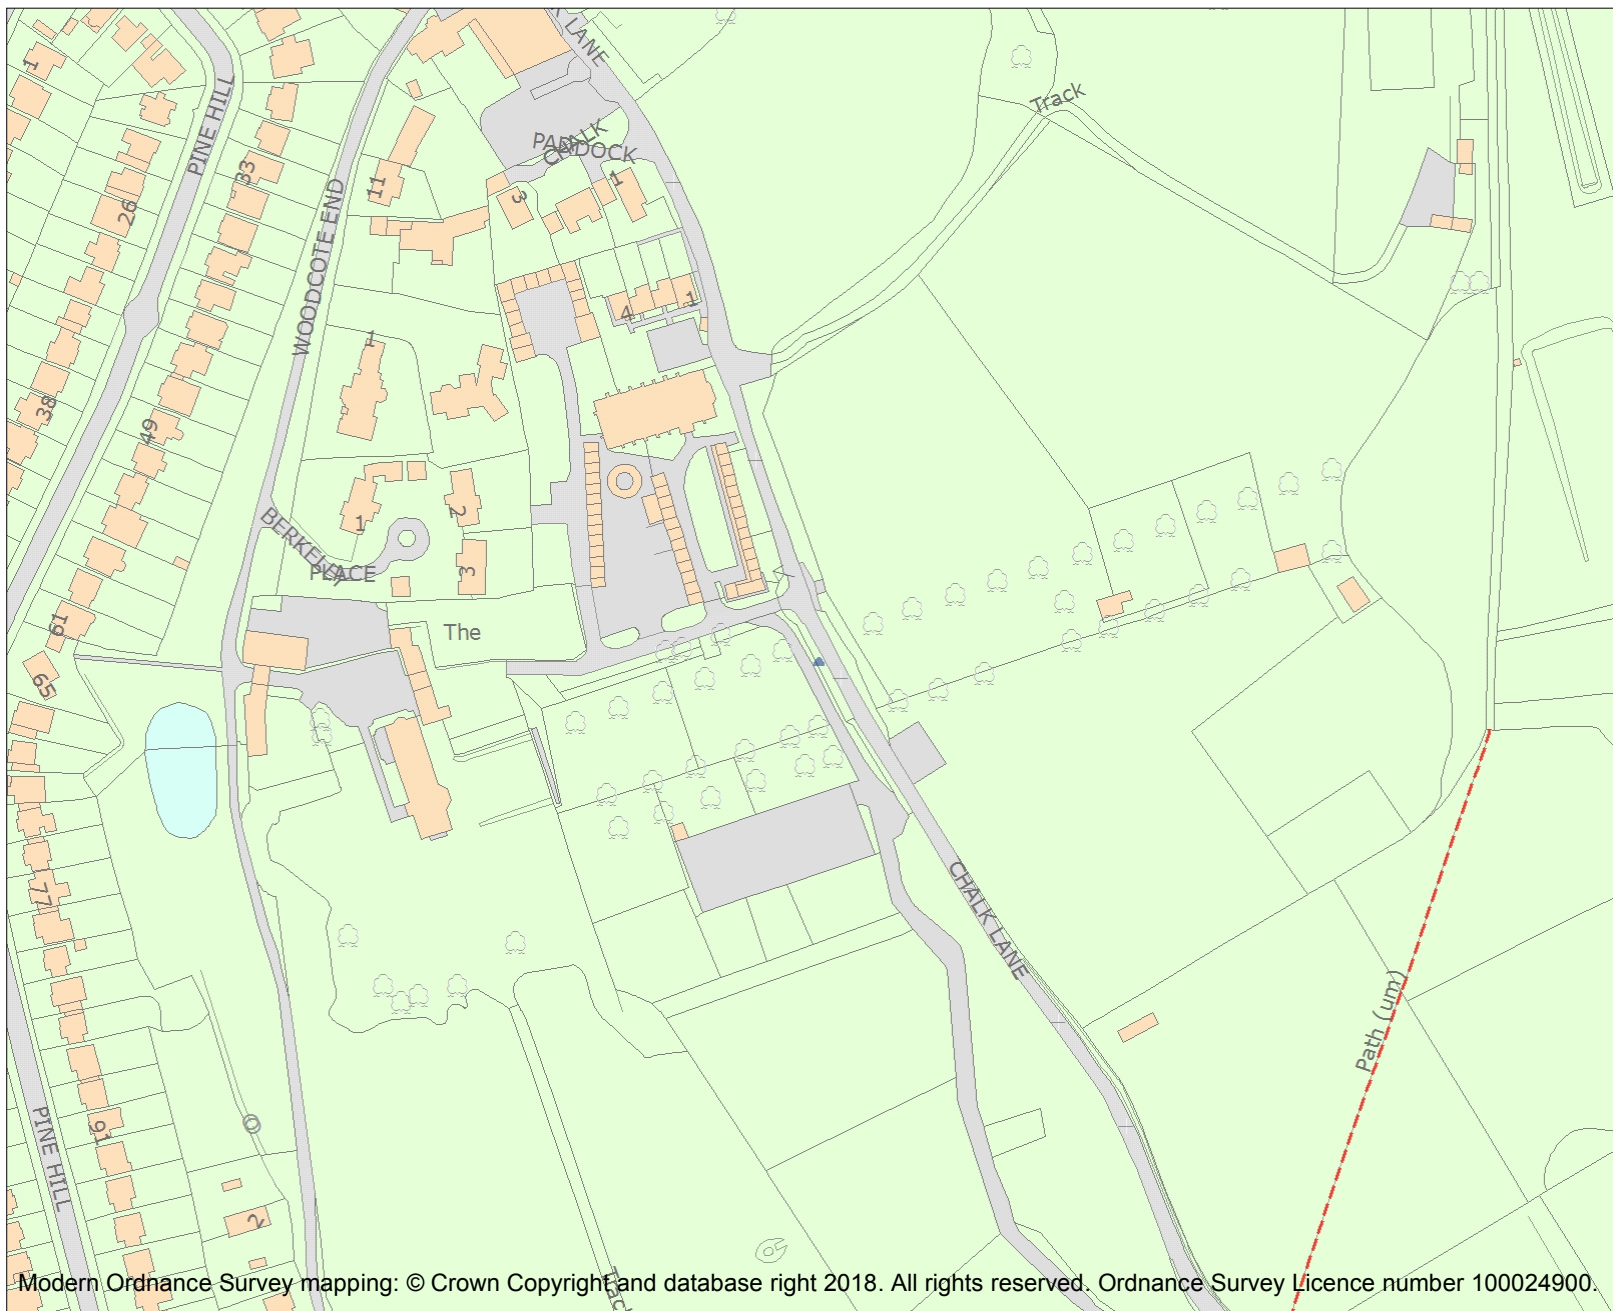 LANE
1
PINE HILL
Track
CHALK
PADDOCK
33
11
1
3
26
WOODCOTE END
1
4
1
38
49
1
2
BERKELEY
PLACE
3
61
The
65
77
CHALK LANE
Path (um)
91
PINE HILL
2
Track
Modern Ordnance Survey mapping: © Crown Copyright and database right 2018. All rights reserved. Ordnance Survey Licence number 100024900.